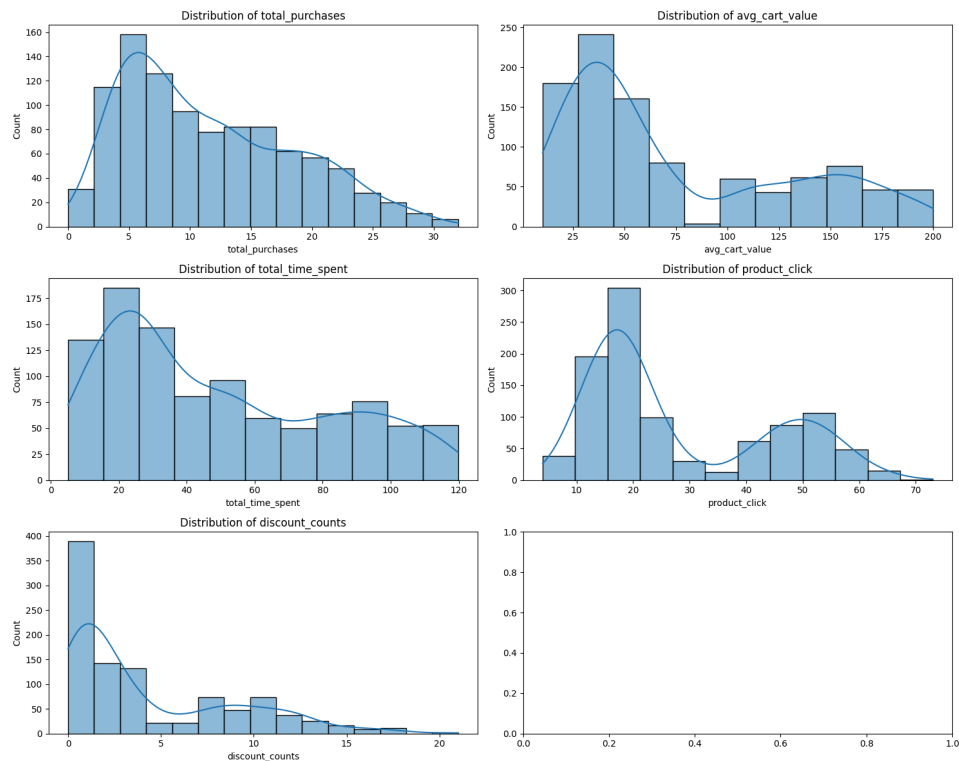 Distribution of total_purchases
160
140
120
100
80
60
40
20
0
Count
0 5 10 15 20 25 30
total_purchases
Distribution of avg_cart_value
250
200
150
100
50
0
Count
25 50 75 100 125 150 175 200
avg_cart_value
Distribution of total_time_spent
175
150
125
100
75
50
25
0
Count
0 20 40 60 80 100 120
total_time_spent
Distribution of product_click
300
250
200
150
100
50
0
Count
10 20 30 40 50 60 70
product_click
Distribution of discount_counts
400
350
300
250
200
150
100
50
0
Count
0 5 10 15 20
discount_counts
1.0
0.8
0.6
0.4
0.2
0.0
0.0 0.2 0.4 0.6 0.8 1.0